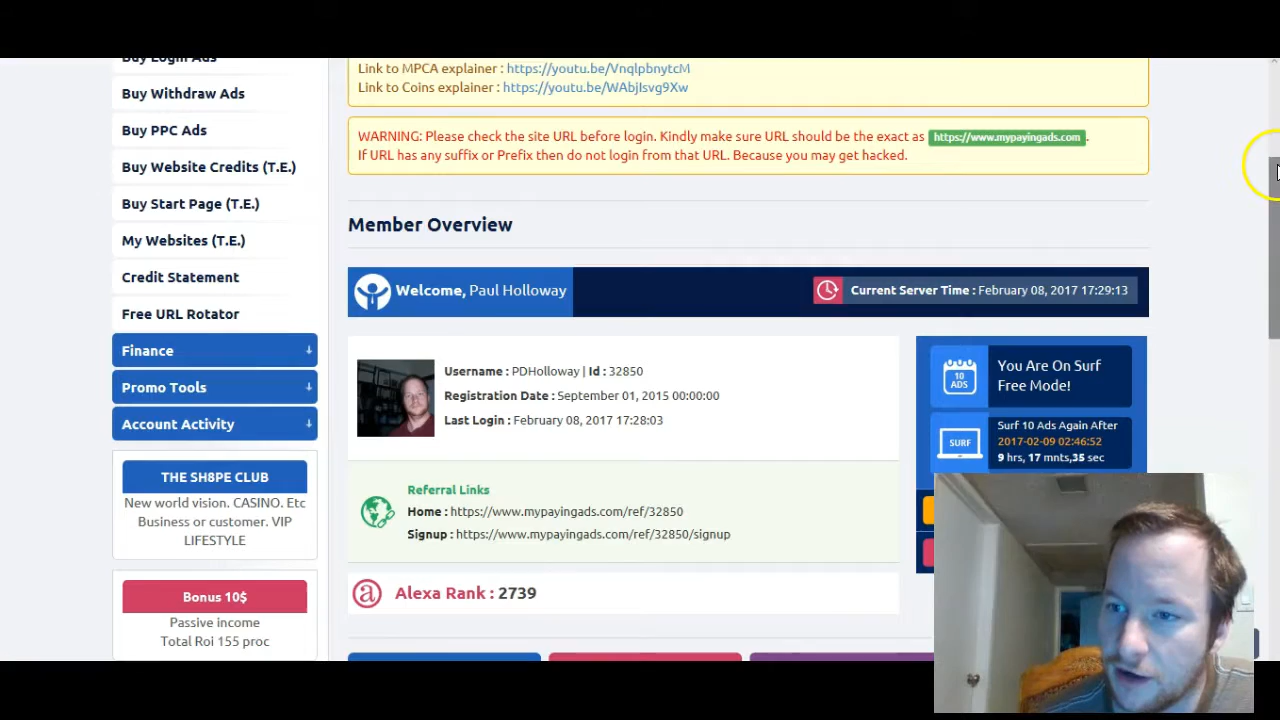 Buy Login Ads
Buy Withdraw Ads
Buy PPC Ads
Buy Website Credits (T.E.)
Buy Start Page (T.E.)
My Websites (T.E.)
Credit Statement
Free URL Rotator
Finance
Promo Tools
Account Activity
THE SH8PE CLUB
New world vision. CASINO. Etc
Business or customer. VIP
LIFESTYLE
Bonus 10$
Passive income
Total Roi 155 proc
Link to MPCA explainer : https://youtu.be/VnqlpbnytcM
Link to Coins explainer : https://youtu.be/WAbjIsvg9Xw
WARNING: Please check the site URL before login. Kindly make sure URL should be the exact as https://www.mypayingads.com .
If URL has any suffix or Prefix then do not login from that URL. Because you may get hacked.
Member Overview
Welcome, Paul Holloway
Current Server Time : February 08, 2017 17:29:13
Username : PDHolloway | Id : 32850
Registration Date : September 01, 2015 00:00:00
Last Login : February 08, 2017 17:28:03
Referral Links
Home : https://www.mypayingads.com/ref/32850
Signup : https://www.mypayingads.com/ref/32850/signup
a
Alexa Rank : 2739
10
ADS
You Are On Surf
Free Mode!
SURF
Surf 10 Ads Again After
2017-02-09 02:46:52
9 hrs, 17 mnts,35 sec